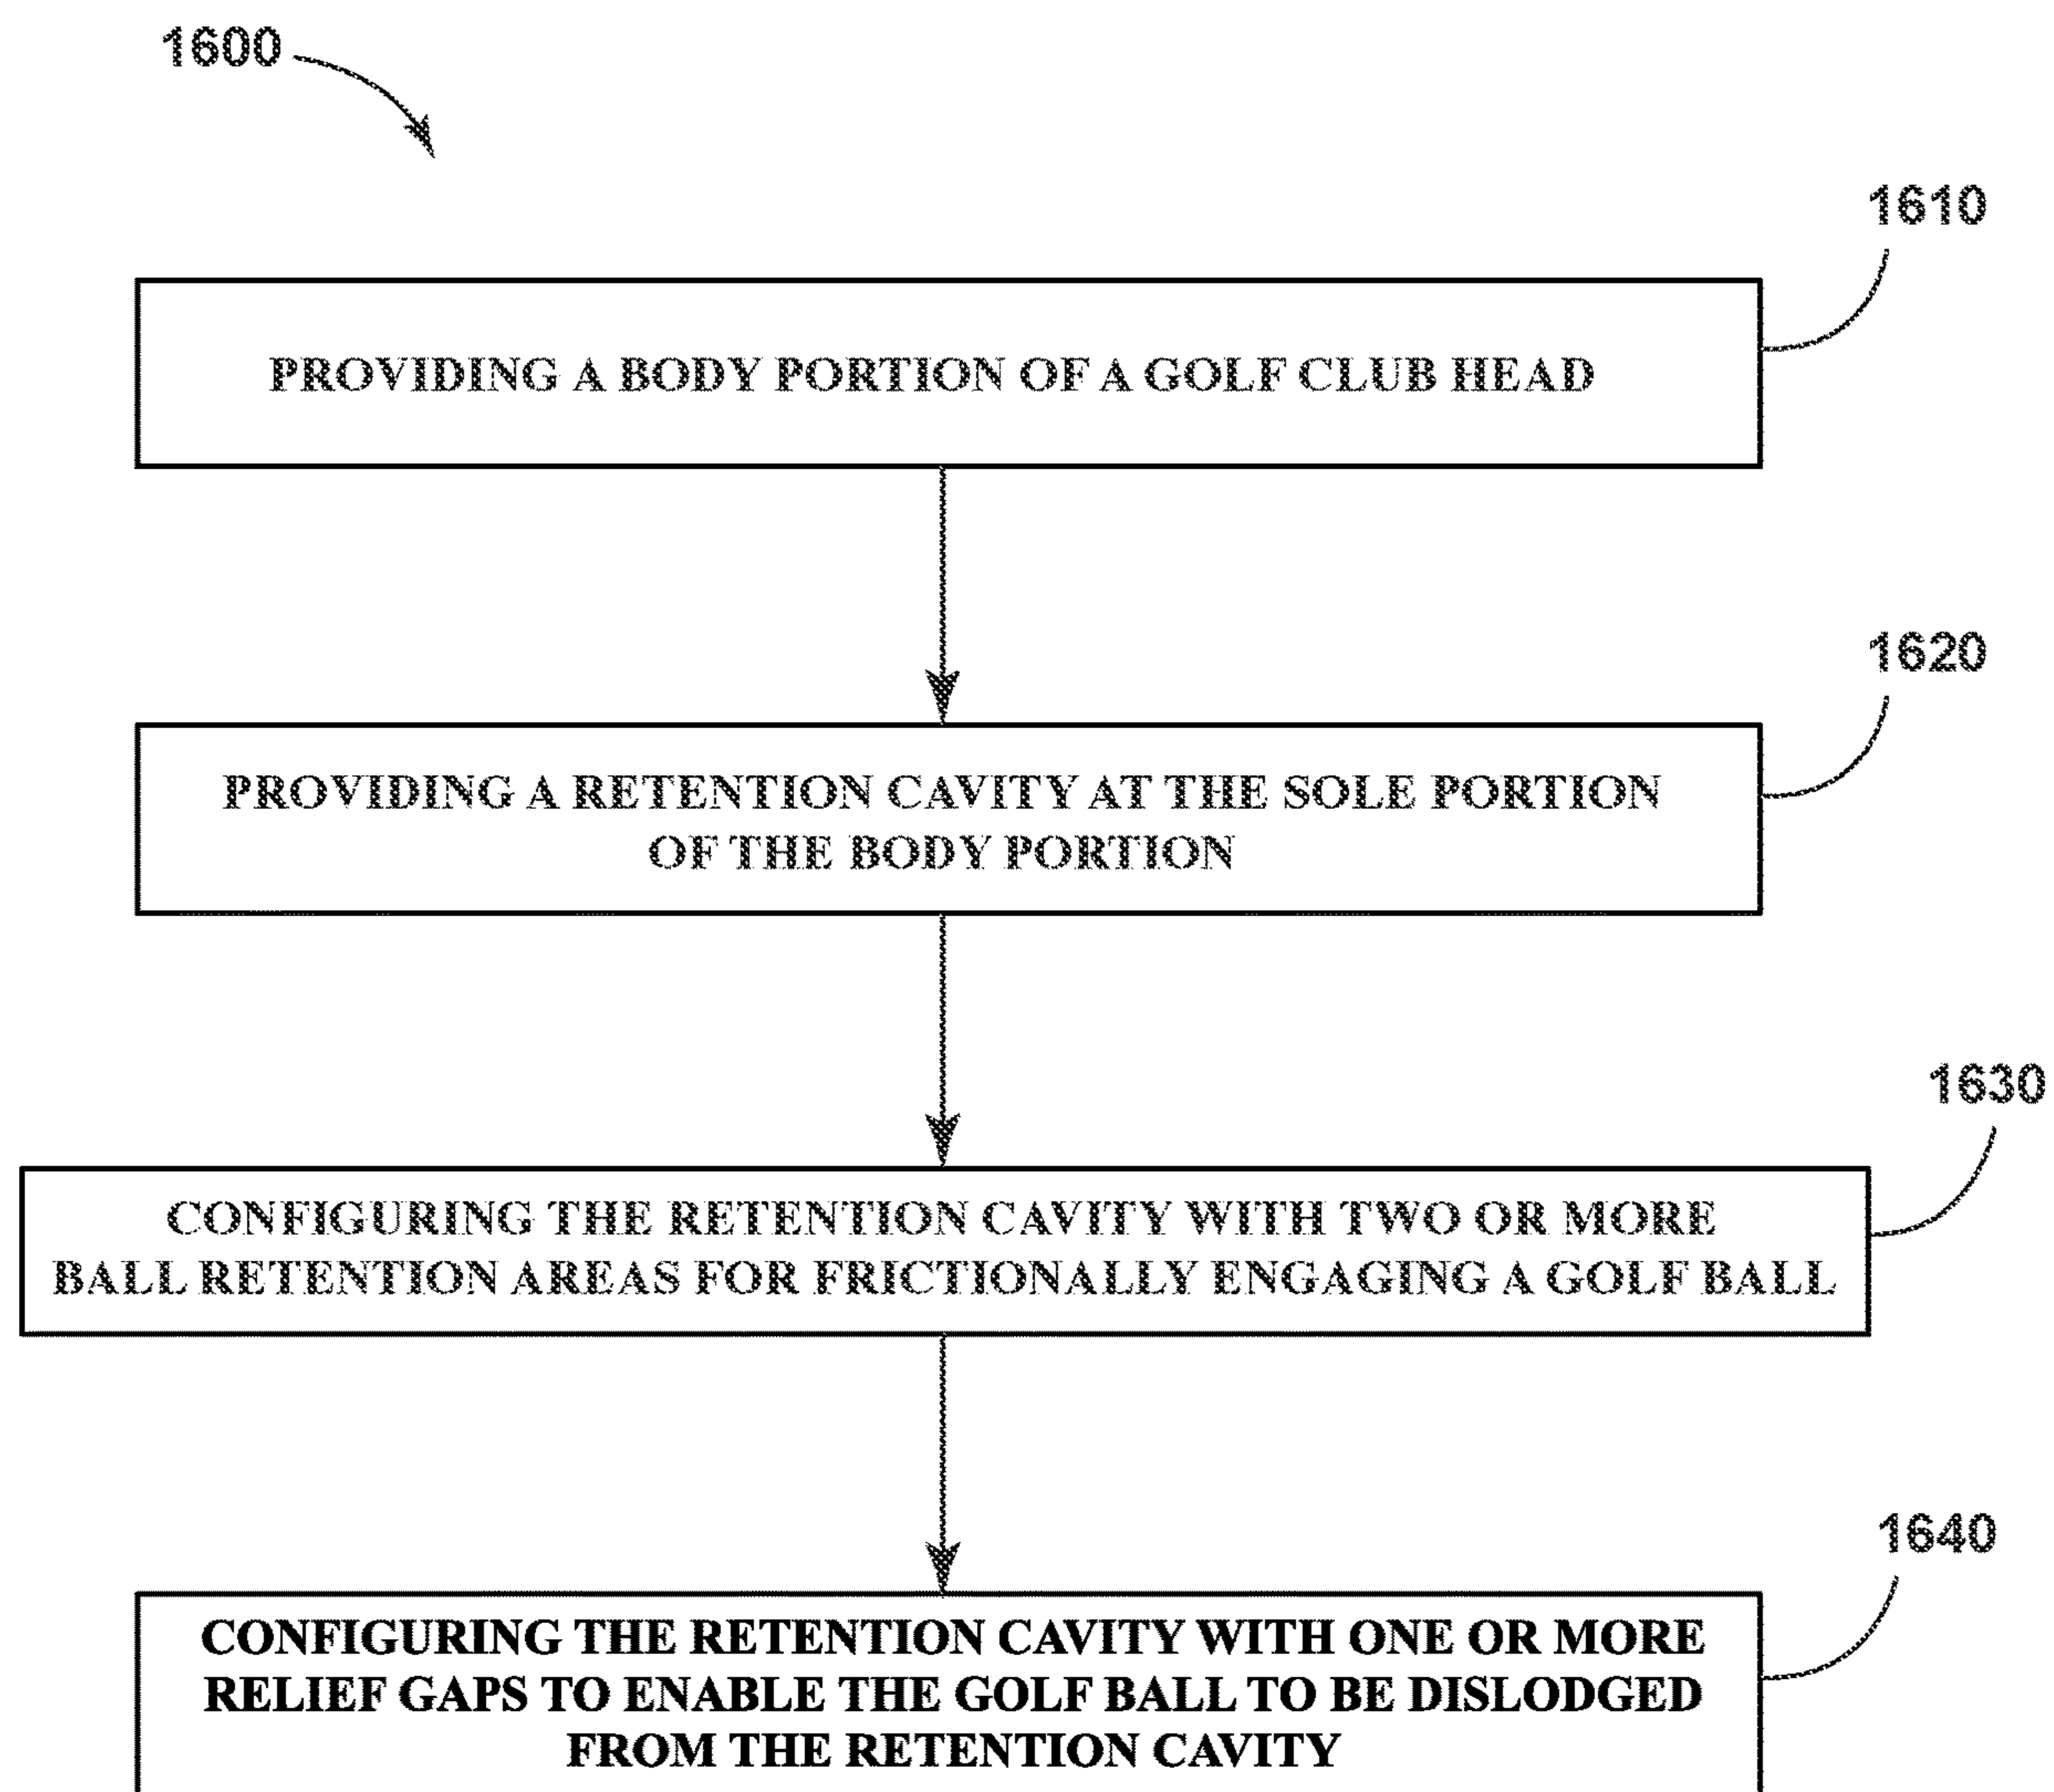 1600
1610
PROVIDING A BODY PORTION OF A GOLF CLUB HEAD
1620
PROVIDING A RETENTION CAVITY AT THE SOLE PORTION
OF THE BODY PORTION
1630
CONFIGURING THE RETENTION CAVITY WITH TWO OR MORE
BALL RETENTION AREAS FOR FRICTIONALLY ENGAGING A GOLF BALL
1640
CONFIGURING THE RETENTION CAVITY WITH ONE OR MORE
RELIEF GAPS TO ENABLE THE GOLF BALL TO BE DISLODGED
FROM THE RETENTION CAVITY